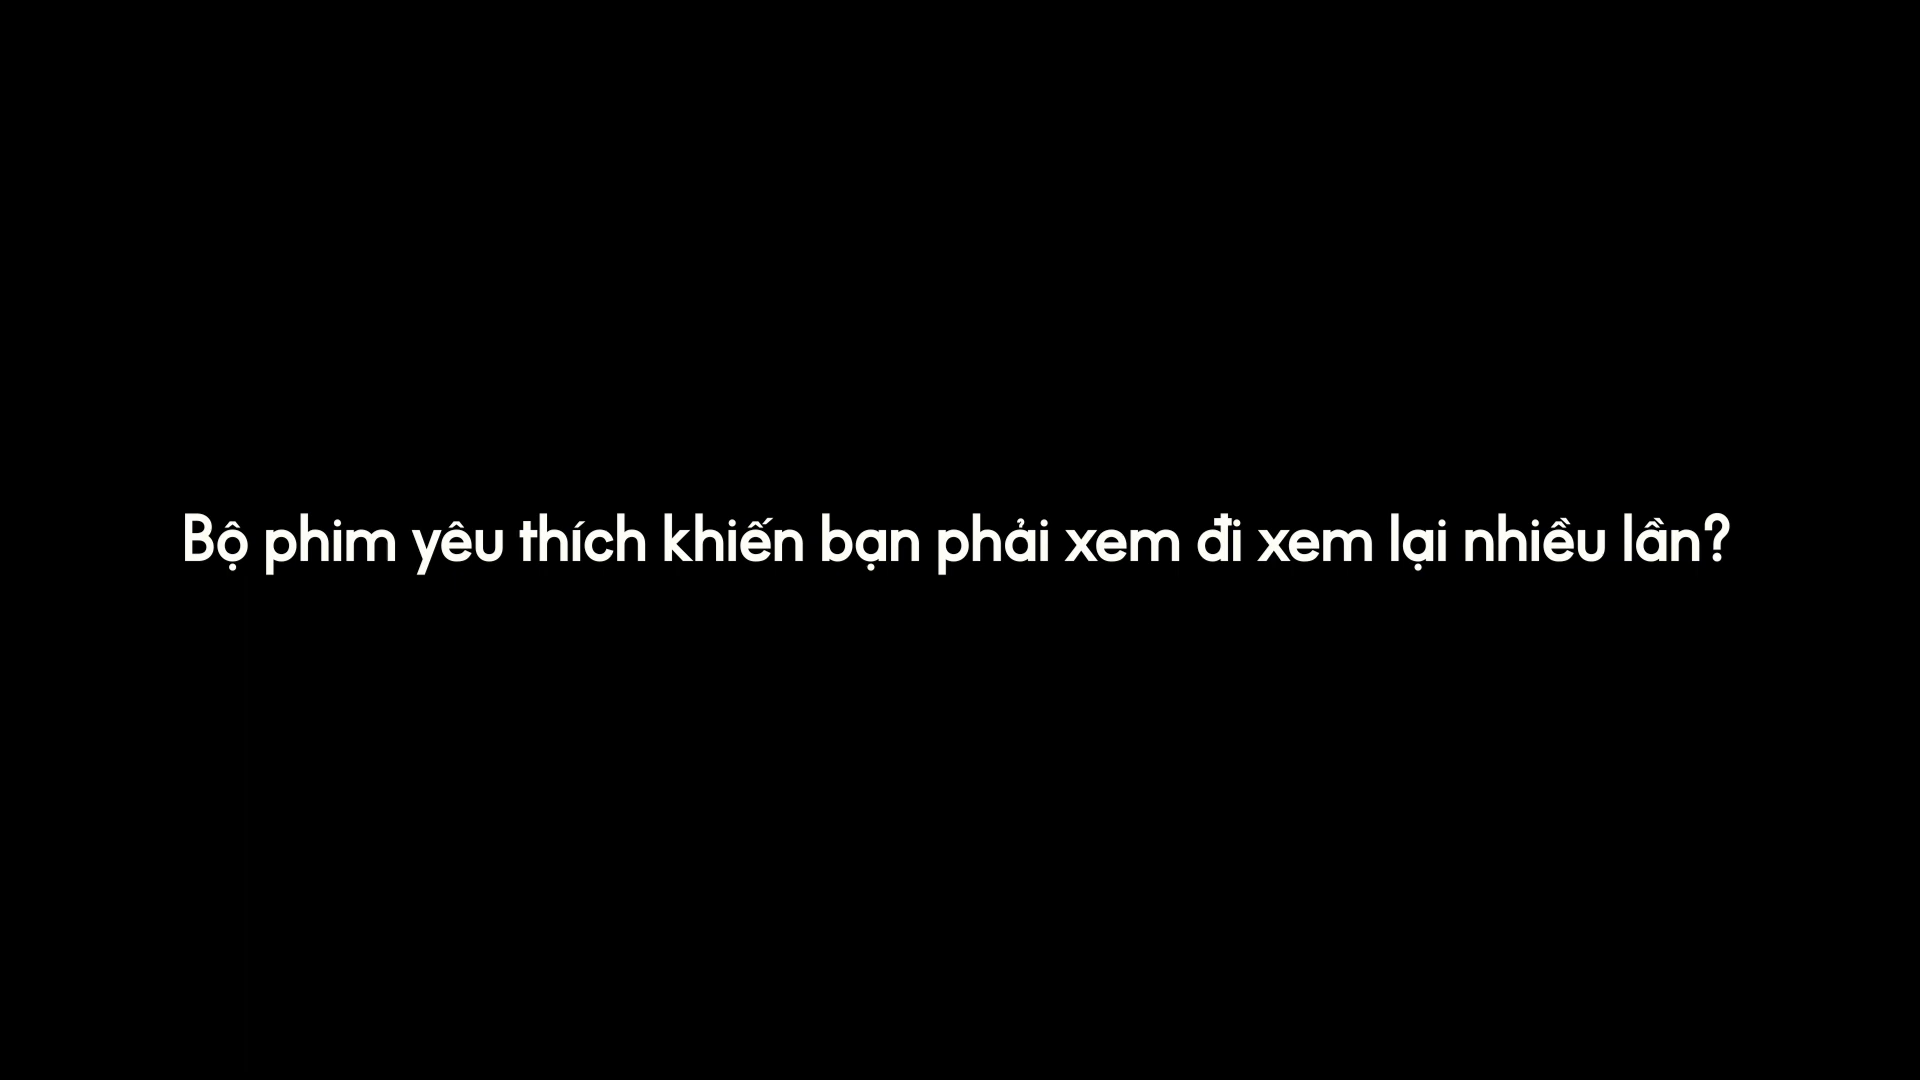 Bộ phim yêu thích khiến bạn phải xem đi xem lại nhiều lần?